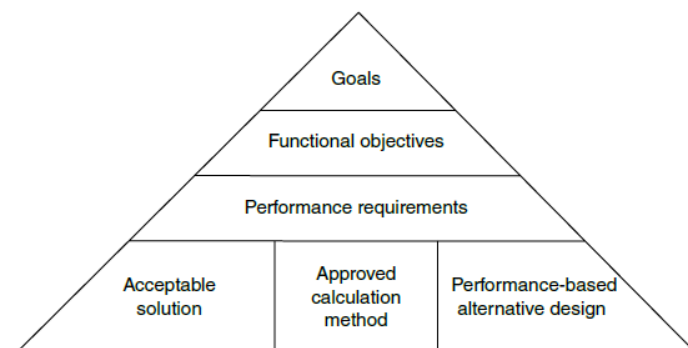 Goals
Functional objectives
Performance requirements
Acceptable
solution
Approved
calculation
method
Performance-based
alternative design